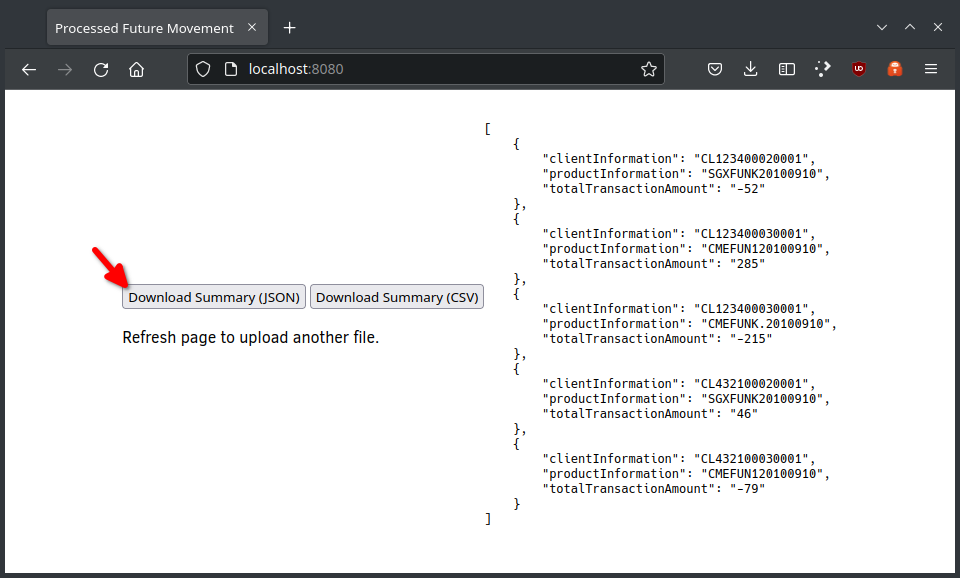 Processed Future Movement
localhost:8080
Download Summary (JSON) Download Summary (CSV)
Refresh page to upload another file.
[
    {
        "clientInformation": "CL123400020001",
        "productInformation": "SGXFUNK20100910",
        "totalTransactionAmount": "-52"
    },
    {
        "clientInformation": "CL123400030001",
        "productInformation": "CMEFUN120100910",
        "totalTransactionAmount": "285"
    },
    {
        "clientInformation": "CL123400030001",
        "productInformation": "CMEFUNK.20100910",
        "totalTransactionAmount": "-215"
    },
    {
        "clientInformation": "CL432100020001",
        "productInformation": "SGXFUNK20100910",
        "totalTransactionAmount": "46"
    },
    {
        "clientInformation": "CL432100030001",
        "productInformation": "CMEFUN120100910",
        "totalTransactionAmount": "-79"
    }
]